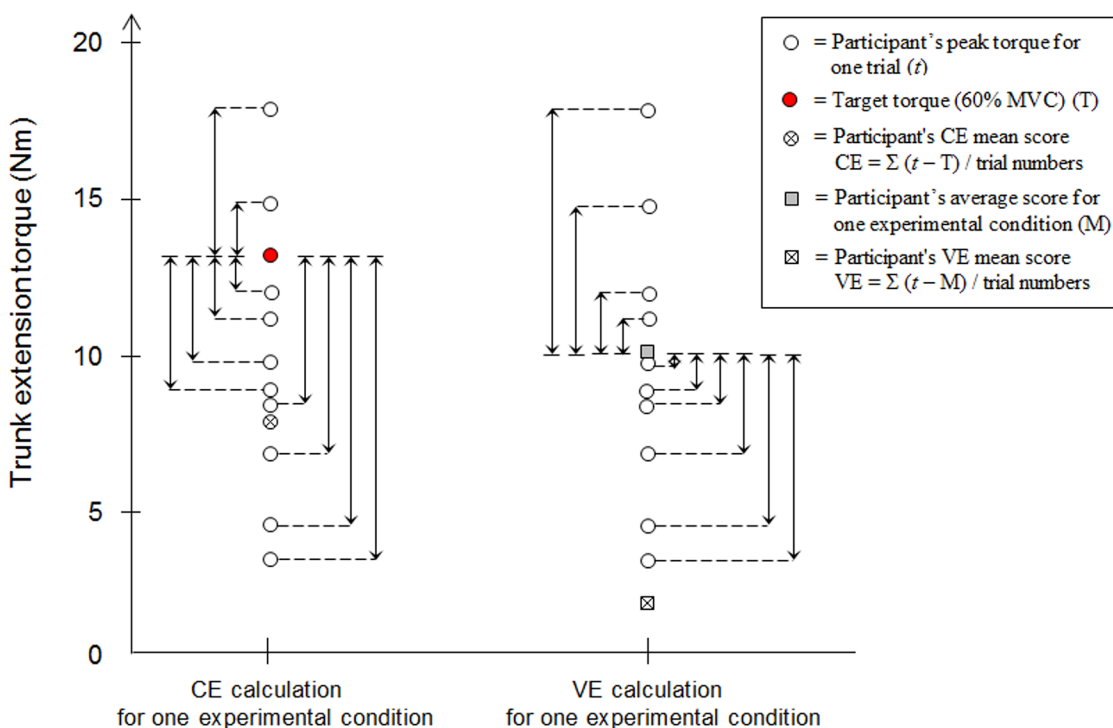 20
15
10
5
0
Trunk extension torque (Nm)
CE calculation
for one experimental condition
VE calculation
for one experimental condition
= Participant's peak torque for
one trial (t)
= Target torque (60% MVC) (T)
= Participant's CE mean score
CE = Σ (t – T) / trial numbers
= Participant's average score for
one experimental condition (M)
= Participant's VE mean score
VE = Σ (t – M) / trial numbers